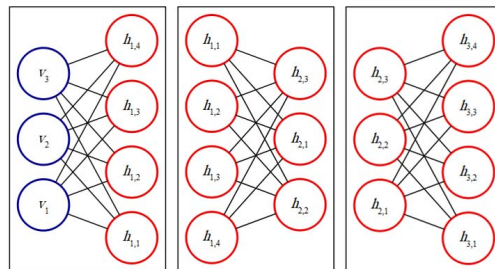 v3
v2
v1
h1,4
h1,3
h1,2
h1,1
h1,1
h1,2
h1,3
h1,4
h2,3
h2,1
h2,2
h2,3
h2,2
h2,1
h3,4
h3,3
h3,2
h3,1